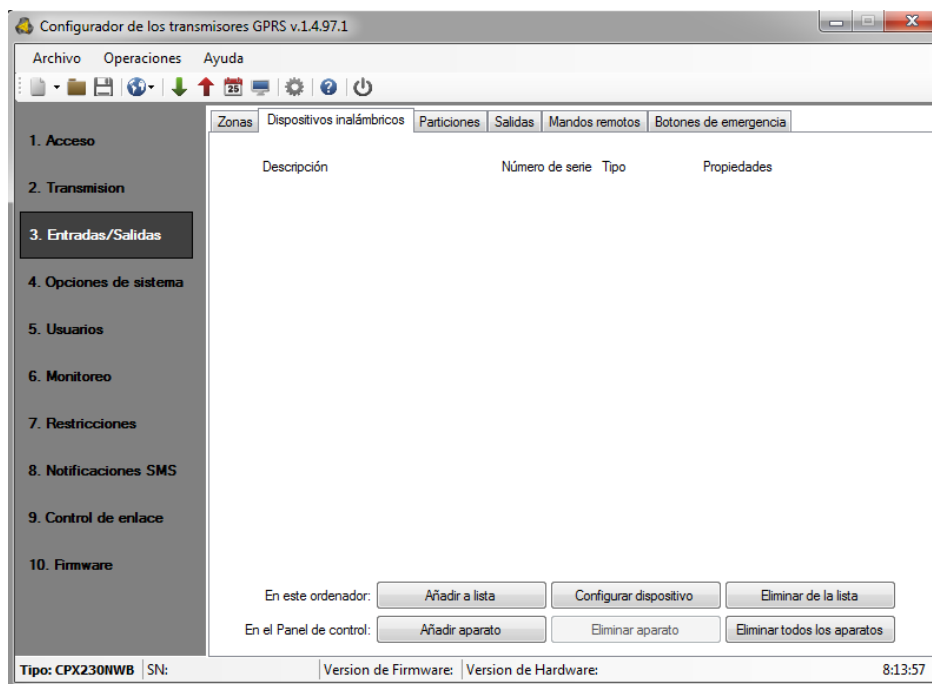 Configurador de los transmisores GPRS v.1.4.97.1
Archivo Operaciones Ayuda
25
Zonas Dispositivos inalámbricos Particiones Salidas Mandos remotos Botones de emergencia
Descripción Número de serie Tipo Propiedades
1. Acceso
2. Transmision
3. Entradas/Salidas
4. Opciones de sistema
5. Usuarios
6. Monitoreo
7. Restricciones
8. Notificaciones SMS
9. Control de enlace
10. Firmware
En este ordenador: Añadir a lista Configurar dispositivo Eliminar de la lista
En el Panel de control: Añadir aparato Eliminar aparato Eliminar todos los aparatos
Tipo: CPX230NWB SN: Version de Firmware: Version de Hardware: 8:13:57